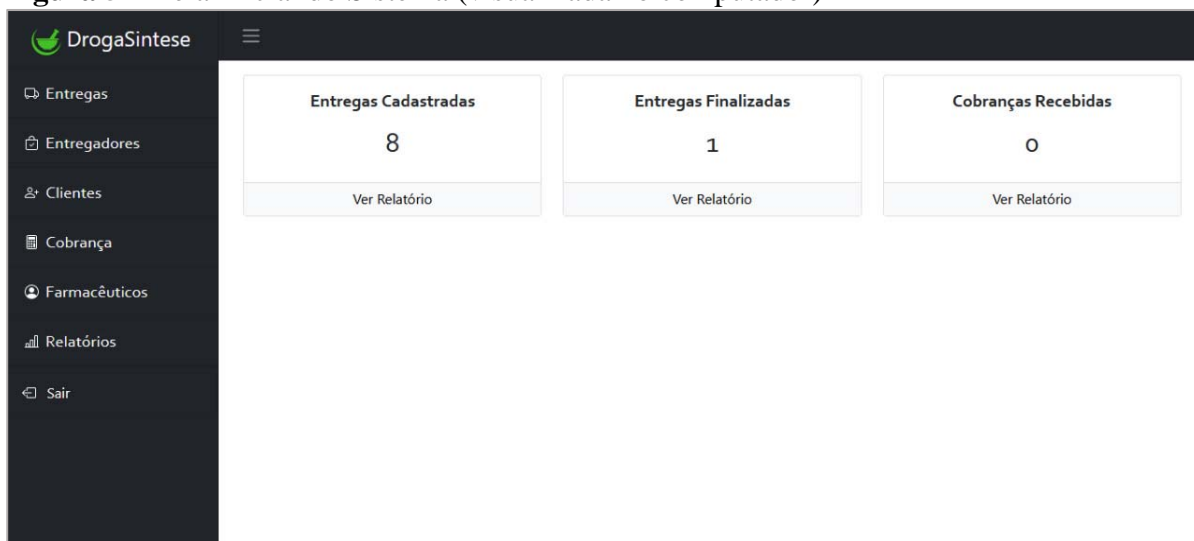 DrogaSintese
Entregas
Entregadores
Clientes
Cobrança
Farmacêuticos
Relatórios
Sair
Entregas Cadastradas
8
Ver Relatório
Entregas Finalizadas
1
Ver Relatório
Cobranças Recebidas
0
Ver Relatório